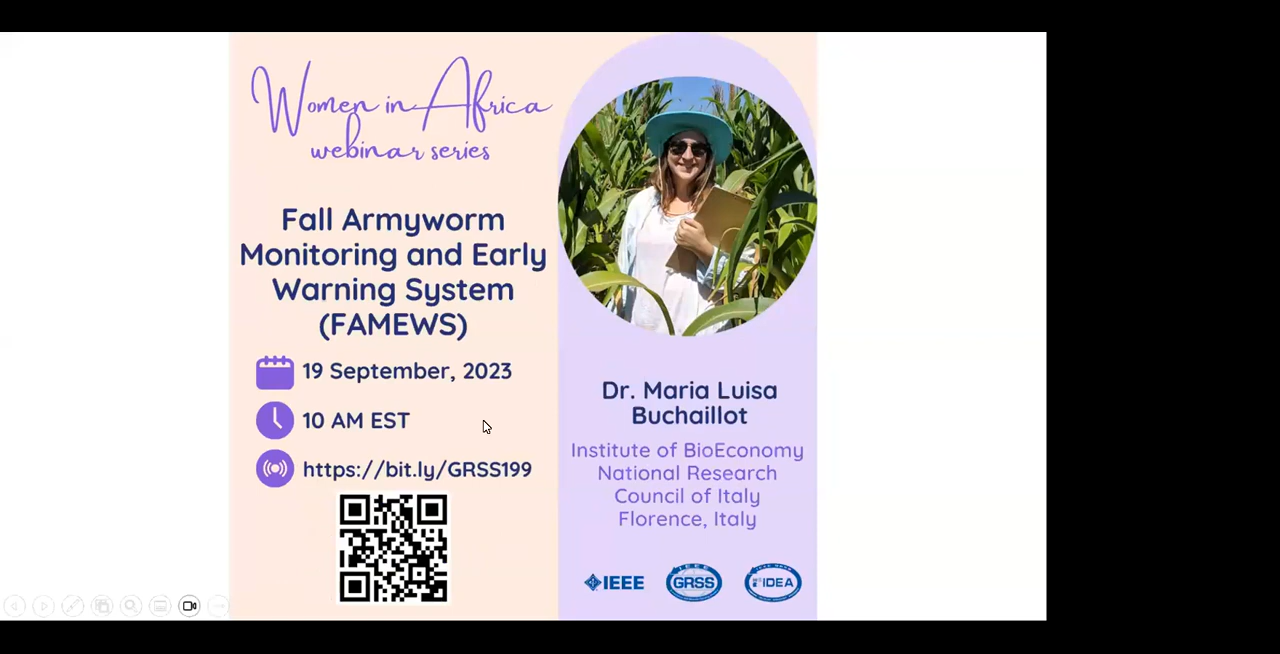 Women in Africa
webinar series
Fall Armyworm
Monitoring and Early
Warning System
(FAMEWS)
19 September, 2023
10 AM EST
https://bit.ly/GRSS199
Dr. Maria Luisa
Buchaillot
Institute of BioEconomy
National Research
Council of Italy
Florence, Italy
IEEE
GRSS
IDEA